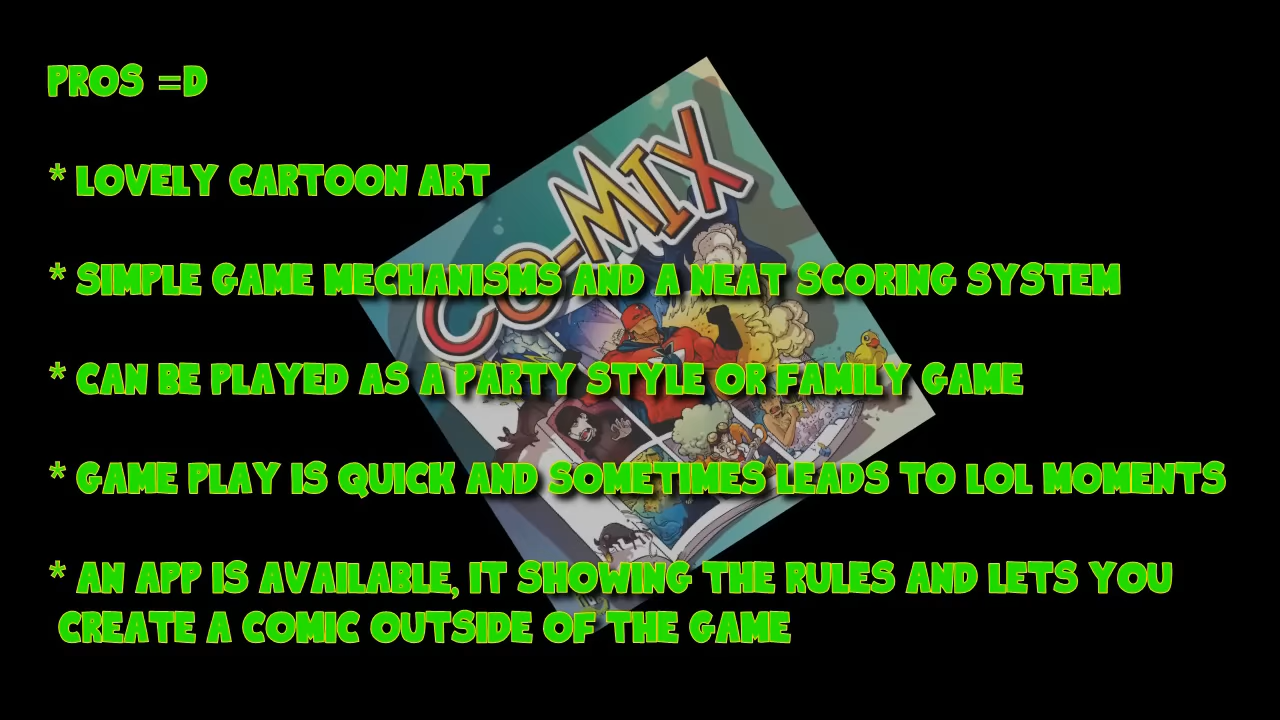 PROS =D
* LOVELY CARTOON ART
CO-MIX
* SIMPLE GAME MECHANISMS AND A NEAT SCORING SYSTEM
* CAN BE PLAYED AS A PARTY STYLE OR FAMILY GAME
* GAME PLAY IS QUICK AND SOMETIMES LEADS TO LOL MOMENTS
* AN APP IS AVAILABLE, IT SHOWING THE RULES AND LETS YOU
CREATE A COMIC OUTSIDE OF THE GAME